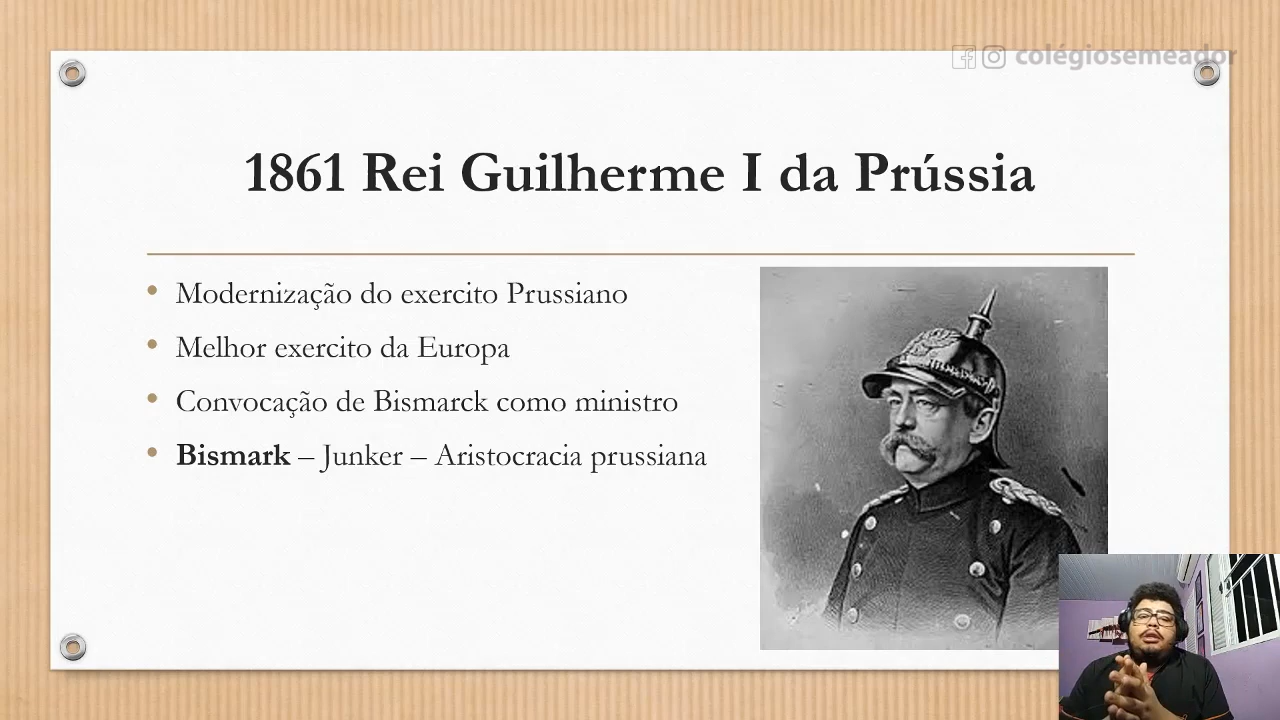 colégiosemeador
1861 Rei Guilherme I da Prússia
Modernização do exercito Prussiano
Melhor exercito da Europa
Convocação de Bismarck como ministro
Bismark – Junker – Aristocracia prussiana